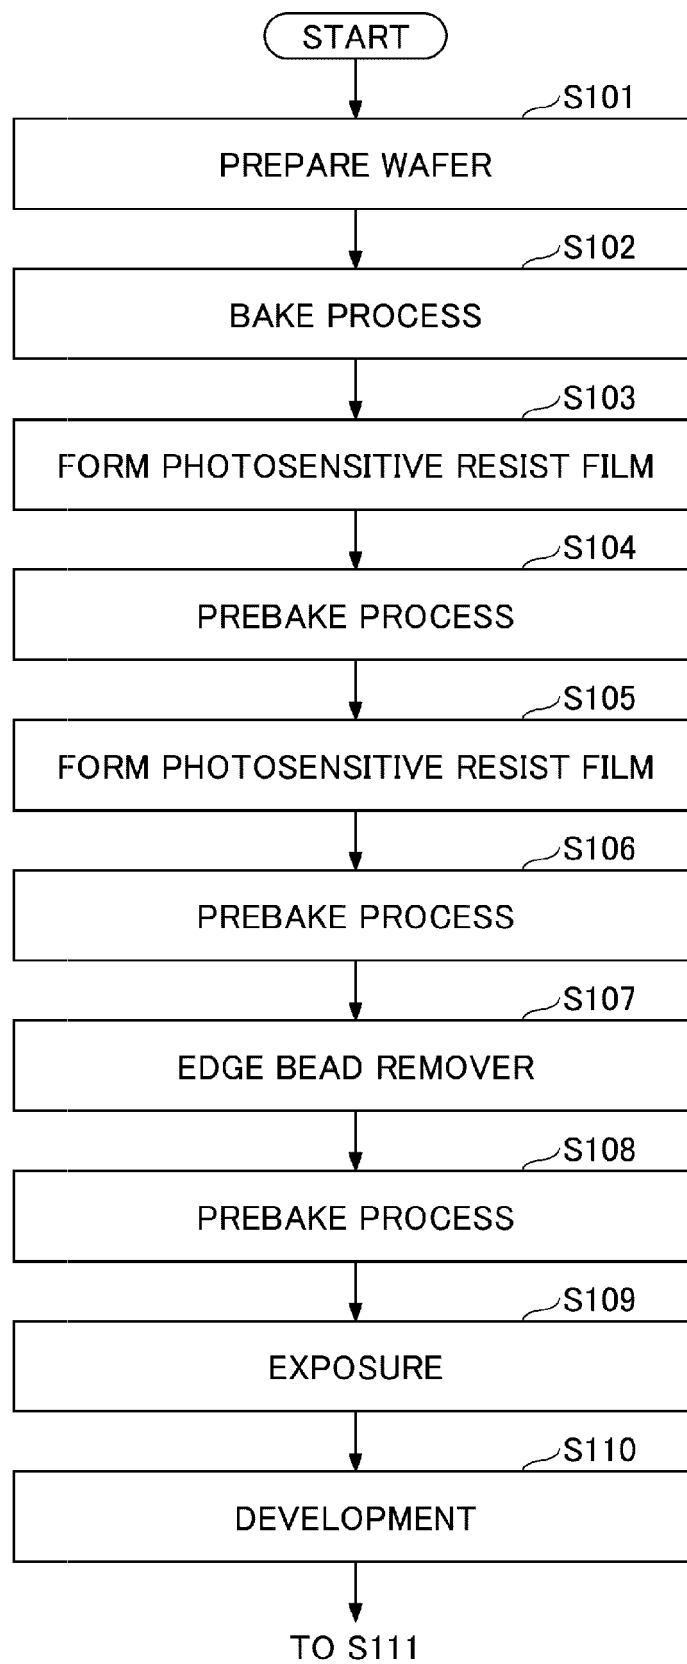 START
S101
PREPARE WAFER
S102
BAKE PROCESS
S103
FORM PHOTOSENSITIVE RESIST FILM
S104
PREBAKE PROCESS
S105
FORM PHOTOSENSITIVE RESIST FILM
S106
PREBAKE PROCESS
S107
EDGE BEAD REMOVER
S108
PREBAKE PROCESS
S109
EXPOSURE
S110
DEVELOPMENT
TO S111